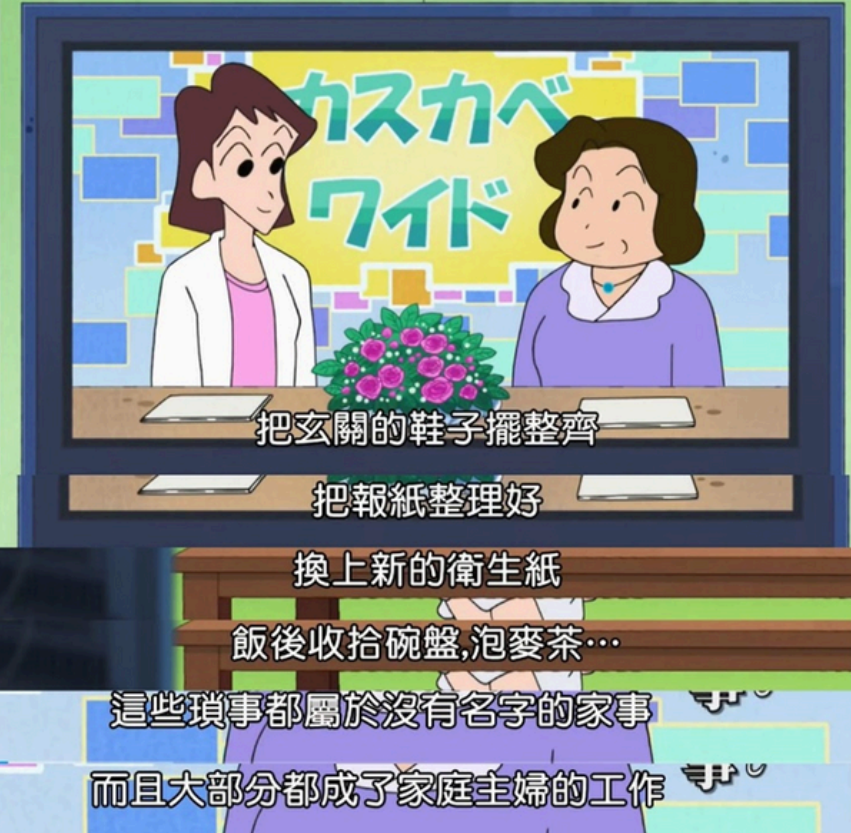 カスカベ
ワイド
把玄關的鞋子擺整齊
把報紙整理好
換上新的衛生紙
飯後收拾碗盤,泡麥茶…
這些瑣事都屬於沒有名字的家事
而且大部分都成了家庭主婦的工作